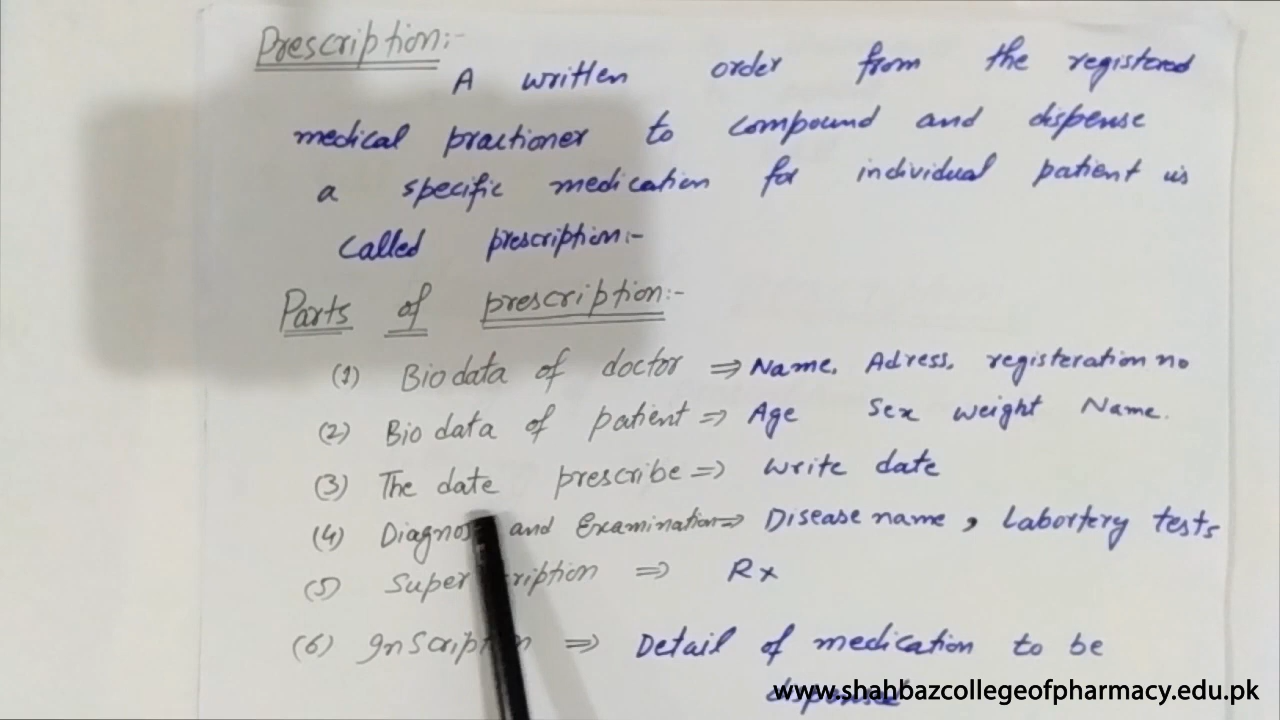 Prescription:-
A written order from the registered
medical practioner to compound and dispense
a specific medication for individual patient is
called prescription:-
Parts of prescription:-
(1) Bio data of doctor ⇒ Name. Adress. registeration no
(2) Bio data of patient ⇒ Age Sex weight Name.
(3) The date prescribe ⇒ write date
(4) and Examination ⇒ Disease name, Labortery tests
(5) ⇒ Rx
(6) ⇒ Detail of medication to be
www.shahbazcollegeofpharmacy.edu.pk